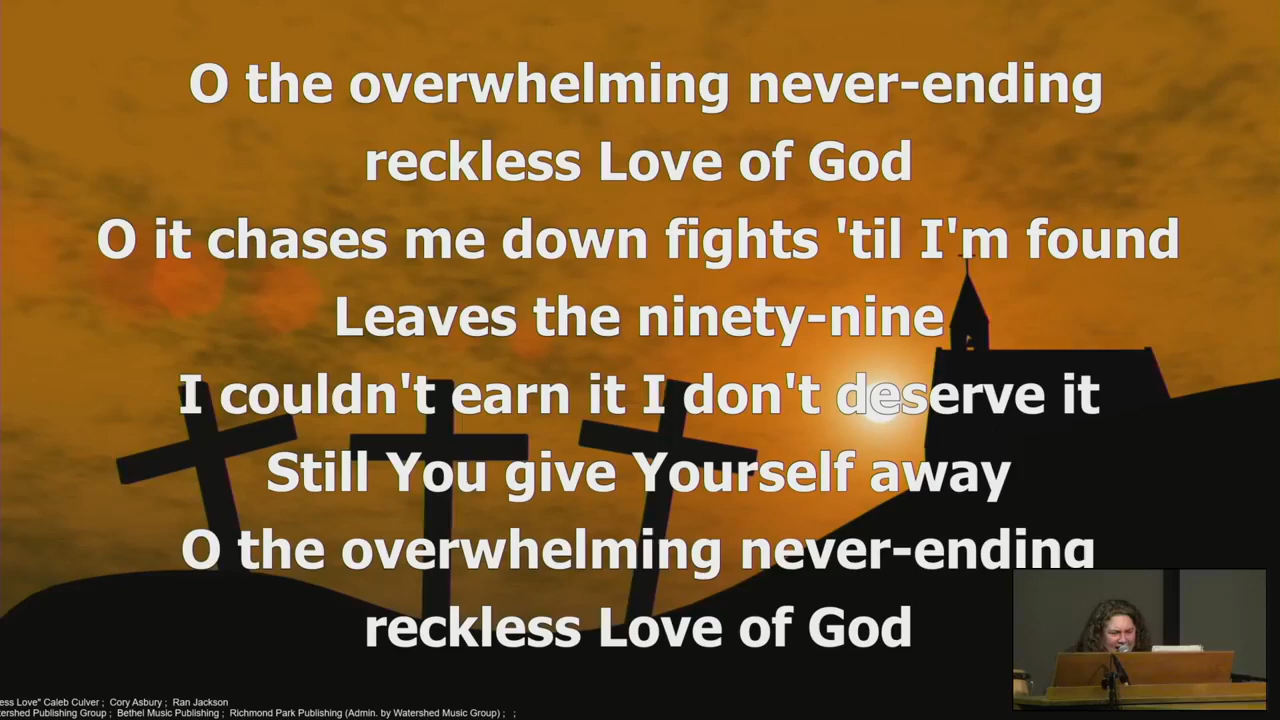 O the overwhelming never-ending
reckless Love of God
O it chases me down fights 'til I'm found
Leaves the ninety-nine
I couldn't earn it I don't deserve it
Still You give Yourself away
O the overwhelming never-ending
reckless Love of God
ess Love" Caleb Culver ; Cory Asbury ; Ran Jackson
tershed Publishing Group ; Bethel Music Publishing ; Richmond Park Publishing (Admin. by Watershed Music Group) ; ;